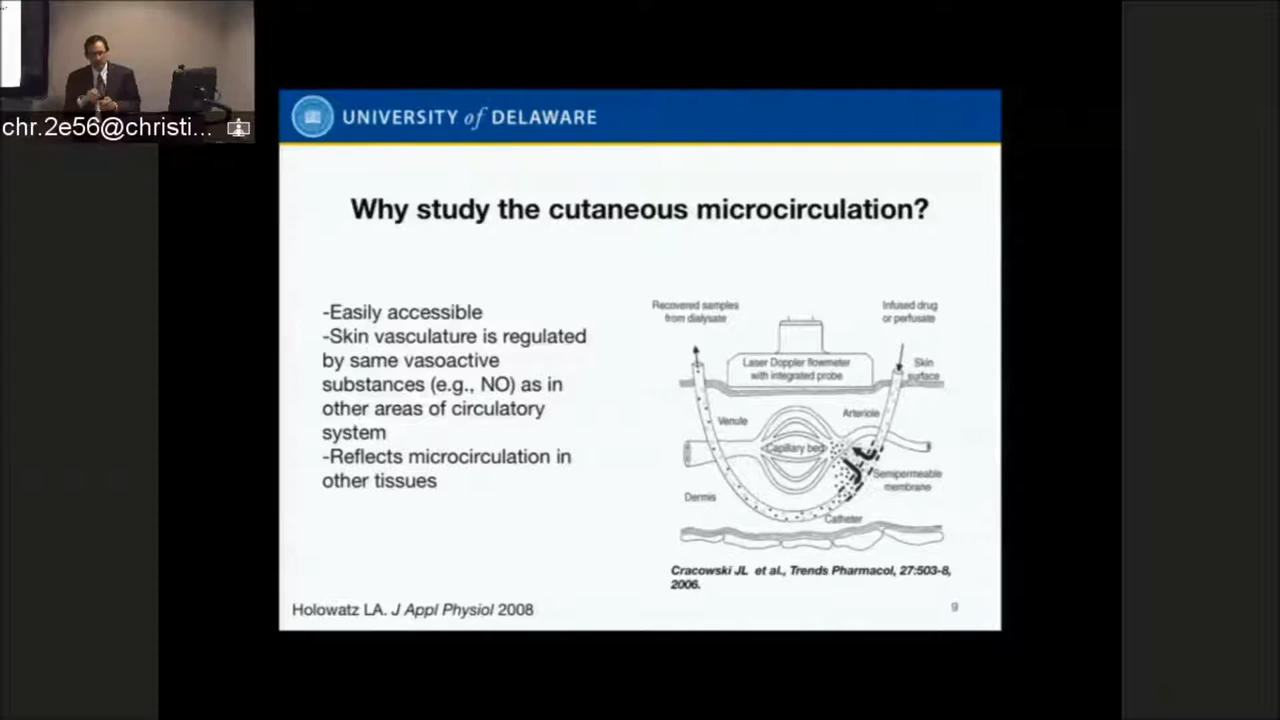 chr.2e56@christi...
UNIVERSITY of DELAWARE
Why study the cutaneous microcirculation?
-Easily accessible
-Skin vasculature is regulated
by same vasoactive
substances (e.g., NO) as in
other areas of circulatory
system
-Reflects microcirculation in
other tissues
Recovered samples
from dialysate
Infused drug
or perfusate
Laser Doppler flowmeter
with integrated probe
Skin
surface
Venule
Arteriole
Capillary bed
Semipermeable
membrane
Dermis
Catheter
Cracowski JL et al., Trends Pharmacol, 27:503-8,
2006.
Holowatz LA. J Appl Physiol 2008
9